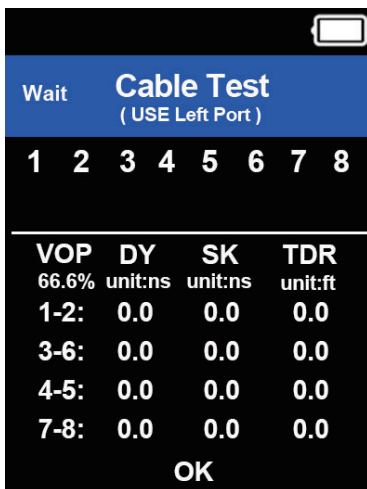 Wait Cable Test
( USE Left Port )
1 2 3 4 5 6 7 8
VOP DY SK TDR
66.6% unit:ns unit:ns unit:ft
1-2: 0.0 0.0 0.0
3-6: 0.0 0.0 0.0
4-5: 0.0 0.0 0.0
7-8: 0.0 0.0 0.0
OK